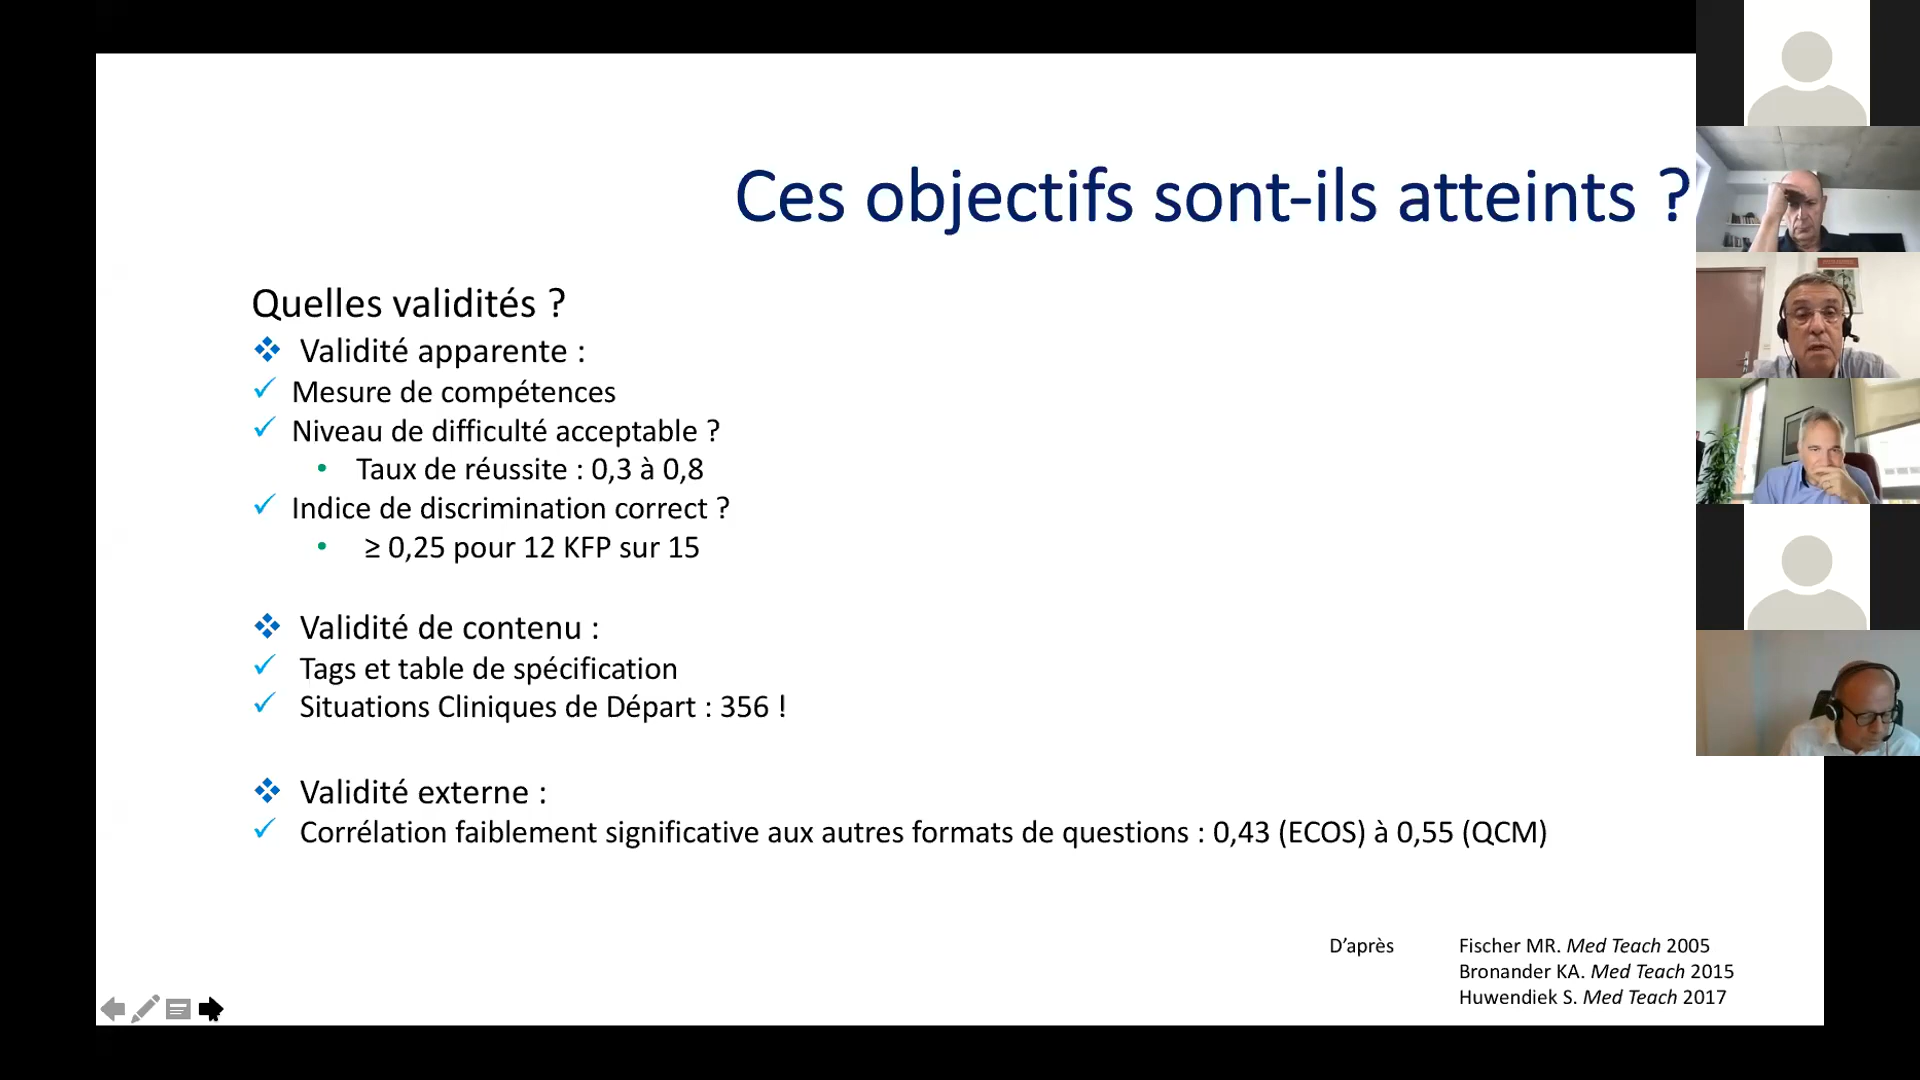 Ces objectifs sont-ils atteints ?
Quelles validités ?
Validité apparente :
Mesure de compétences
Niveau de difficulté acceptable ?
Taux de réussite : 0,3 à 0,8
Indice de discrimination correct ?
≥ 0,25 pour 12 KFP sur 15
Validité de contenu :
Tags et table de spécification
Situations Cliniques de Départ : 356 !
Validité externe :
Corrélation faiblement significative aux autres formats de questions : 0,43 (ECOS) à 0,55 (QCM)
D’après Fischer MR. Med Teach 2005
Bronander KA. Med Teach 2015
Huwendiek S. Med Teach 2017